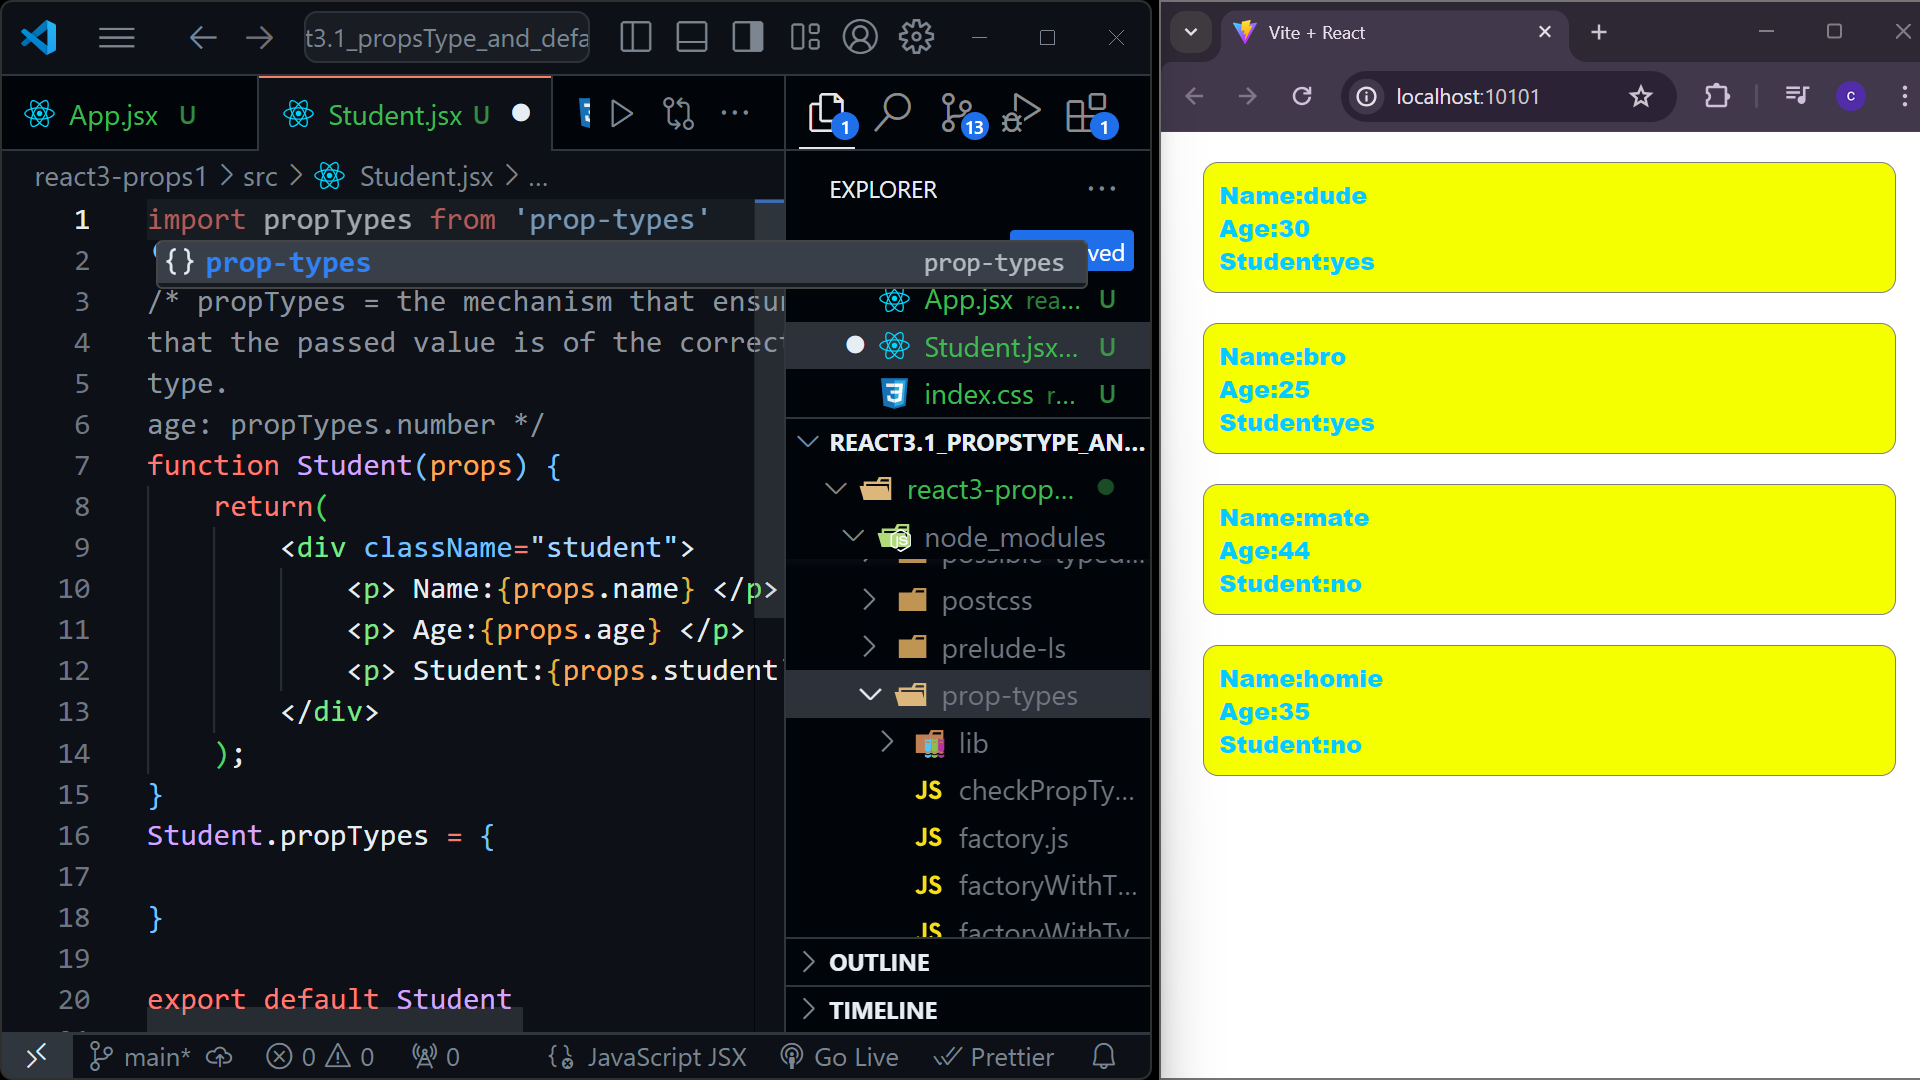 t3.1_propsType_and_defa
App.jsx U
Student.jsx U
react3-props1 > src > Student.jsx > ...
1 import propTypes from 'prop-types'
2
{} prop-types prop-types
3 /* propTypes = the mechanism that ensu
4 that the passed value is of the correct
5 type.
6 age: propTypes.number */
7 function Student(props) {
8 return(
9 <div className="student">
10 <p> Name:{props.name} </p>
11 <p> Age:{props.age} </p>
12 <p> Student:{props.student
13 </div>
14 );
15 }
16 Student.propTypes = {
17
18 }
19
20 export default Student
1
13
1
EXPLORER
ved
App.jsx rea... U
Student.jsx... U
index.css r... U
REACT3.1_PROPSTYPE_AN...
react3-prop...
node_modules
possible-typed...
postcss
prelude-ls
prop-types
lib
JS checkPropTy...
JS factory.js
JS factoryWithT...
JS factoryWithTy
OUTLINE
TIMELINE
main* 0 0 0 JavaScript JSX Go Live Prettier
Vite + React
localhost:10101
c
Name:dude
Age:30
Student:yes
Name:bro
Age:25
Student:yes
Name:mate
Age:44
Student:no
Name:homie
Age:35
Student:no